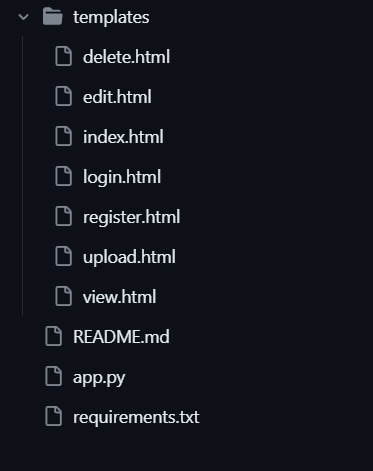 templates
delete.html
edit.html
index.html
login.html
register.html
upload.html
view.html
README.md
app.py
requirements.txt